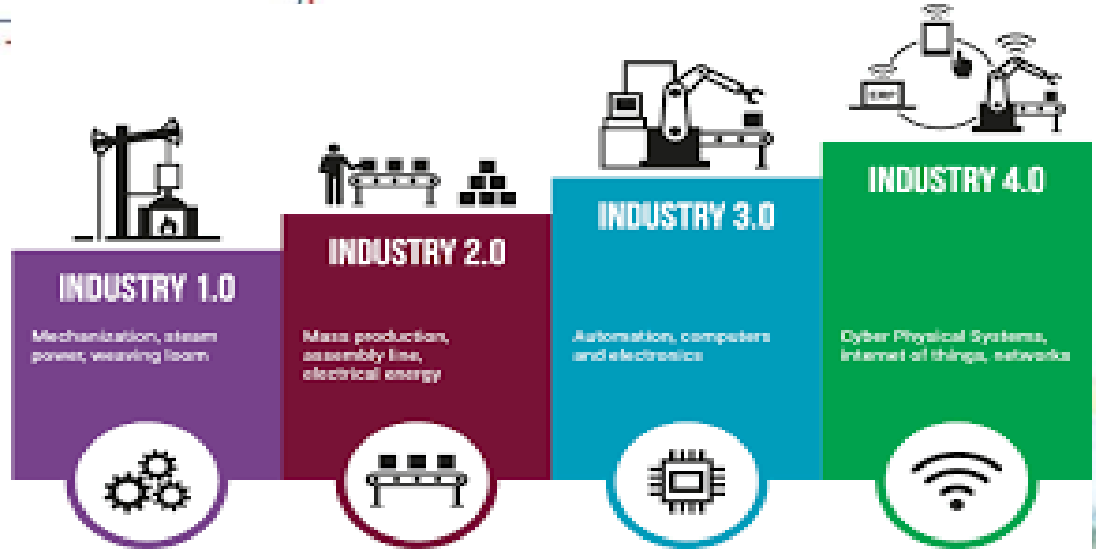 INDUSTRY 1.0
Mechanization, steam
power, weaving loom
INDUSTRY 2.0
Mass production,
assembly line,
electrical energy
INDUSTRY 3.0
Automation, computers
and electronics
INDUSTRY 4.0
Cyber Physical Systems,
internet of things, networks